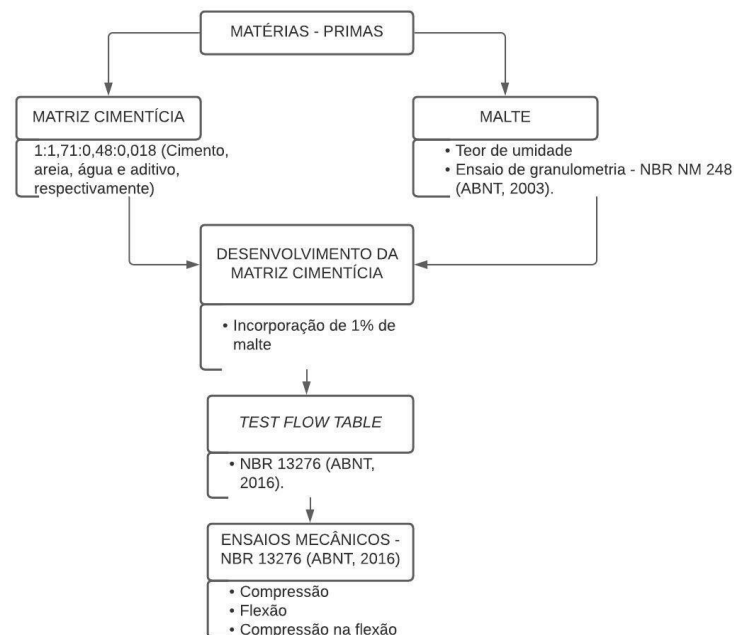 MATÉRIAS - PRIMAS
MATRIZ CIMENTÍCIA
1:1,71:0,48:0,018 (Cimento,
areia, água e aditivo,
respectivamente)
MALTE
• Teor de umidade
• Ensaio de granulometria - NBR NM 248
(ABNT, 2003).
DESENVOLVIMENTO DA
MATRIZ CIMENTÍCIA
• Incorporação de 1% de
malte
TEST FLOW TABLE
• NBR 13276 (ABNT,
2016).
ENSAIOS MECÂNICOS -
NBR 13276 (ABNT, 2016)
• Compressão
• Flexão
• Compressão na flexão